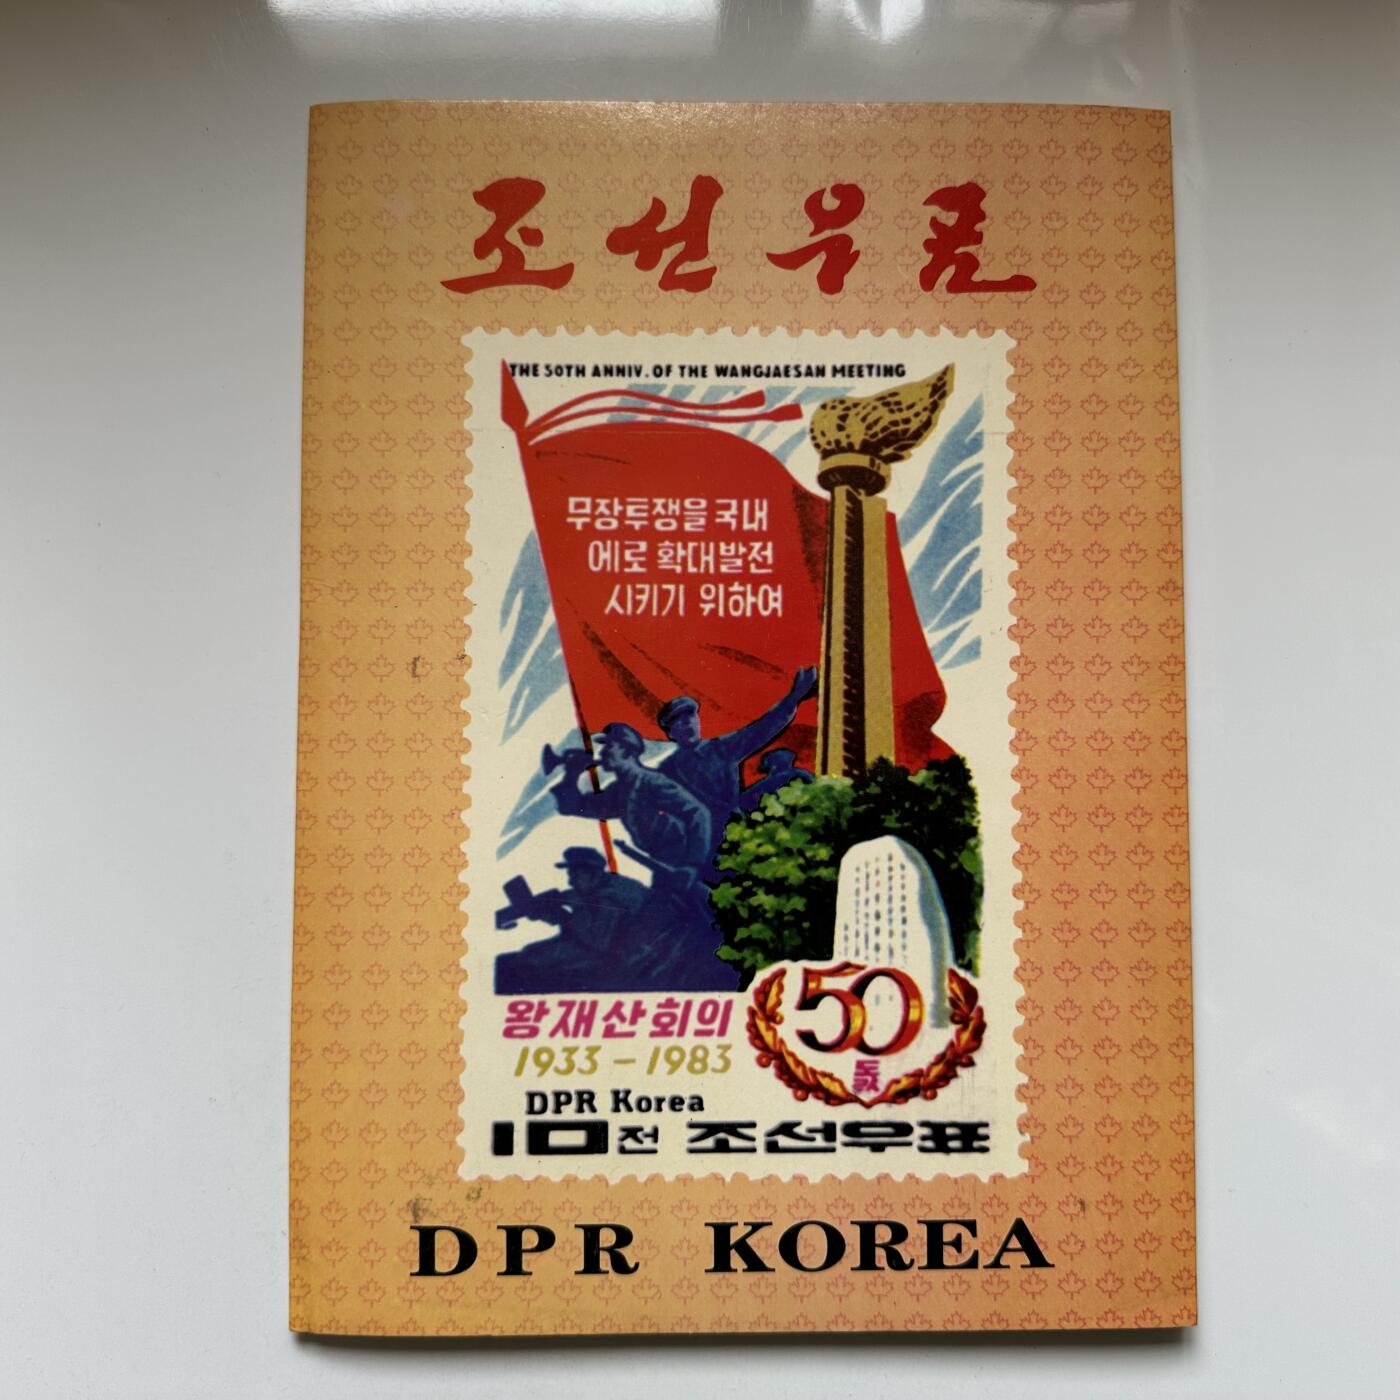 조선우표
THE 50TH ANNIV. OF THE WANGJAESAN MEETING
무장투쟁을 국내
에로 확대발전
시키기 위하여
50
돐
왕재산회의
1933-1983
DPR Korea
10전 조선우표
DPR KOREA